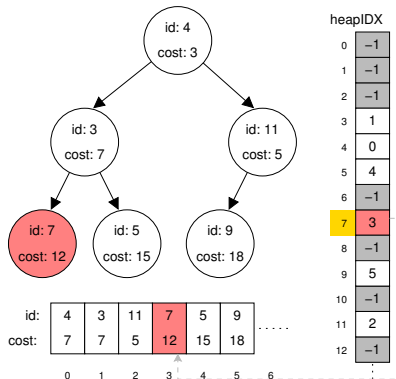 id: 4
cost: 3
id: 3
cost: 7
id: 11
cost: 5
id: 7
cost: 12
id: 5
cost: 15
id: 9
cost: 18
id: 4 3 11 7 5 9
cost: 7 7 5 12 15 18 .....
0 1 2 3 4 5 6
heapIDX
0 −1
1 −1
2 −1
3 1
4 0
5 4
6 −1
7 3
8 −1
9 5
10 −1
11 2
12 −1